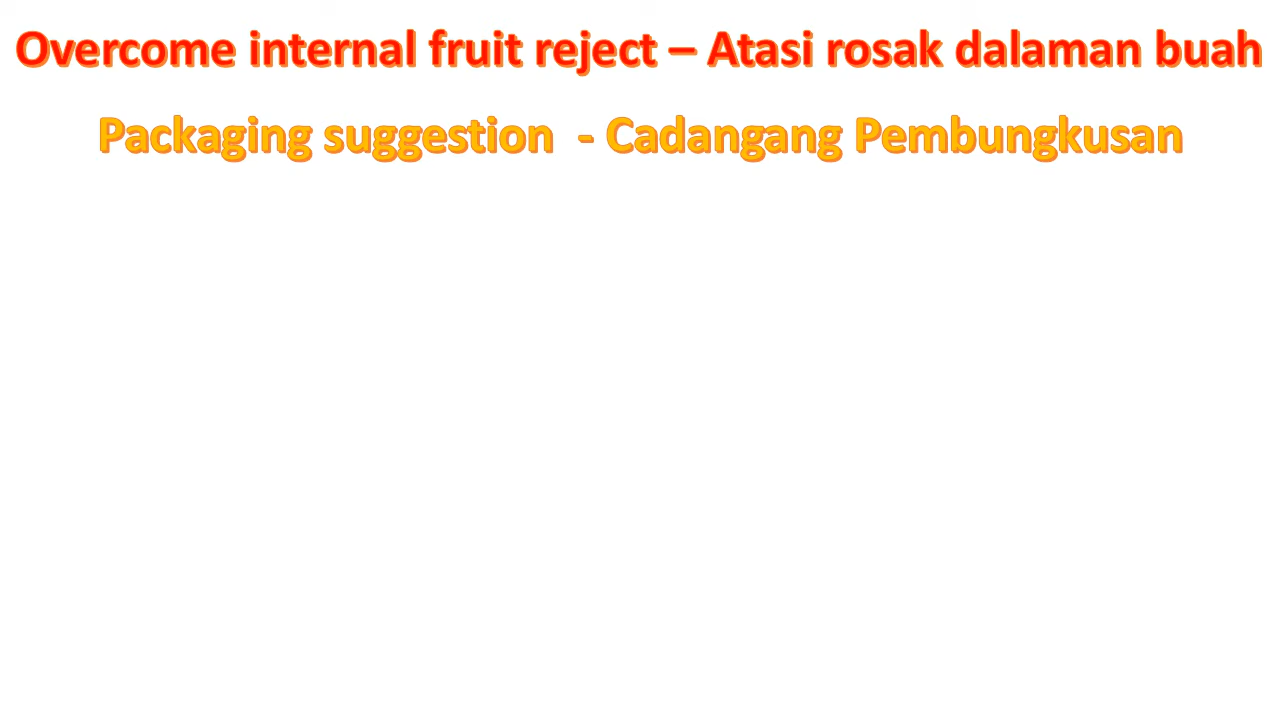 Overcome internal fruit reject – Atasi rosak dalaman buah
Packaging suggestion  - Cadangang Pembungkusan